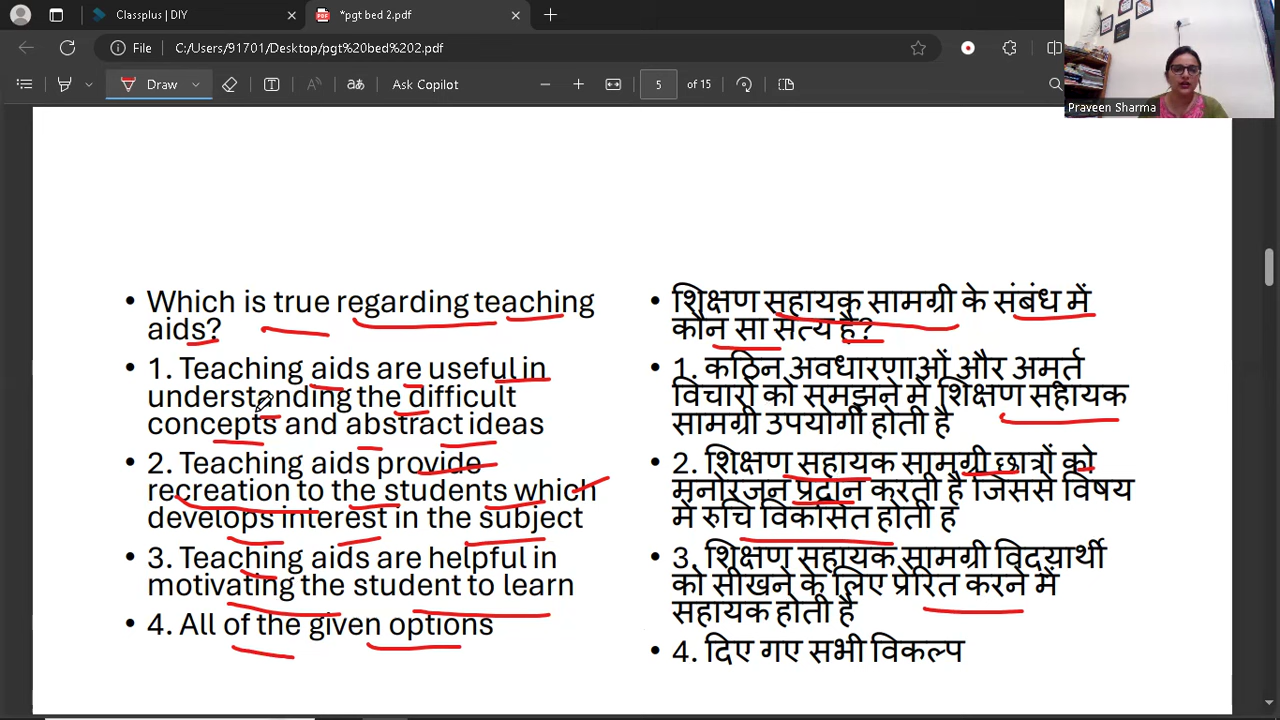 Classplus | DIY
*pgt bed 2.pdf
File
C:/Users/91701/Desktop/pgt%20bed%202.pdf
Draw
Ask Copilot
5
of 15
Praveen Sharma
• Which is true regarding teaching
aids?
• 1. Teaching aids are useful in
understanding the difficult
concepts and abstract ideas
• 2. Teaching aids provide
recreation to the students which
develops interest in the subject
• 3. Teaching aids are helpful in
motivating the student to learn
• 4. All of the given options
• शिक्षण सहायक सामग्री के संबंध में
कौन सा सत्य है?
• 1. कठिन अवधारणाओं और अमूर्त
विचारों को समझने में शिक्षण सहायक
सामग्री उपयोगी होती है
• 2. शिक्षण सहायक सामग्री छात्रों को
मनोरंजन प्रदान करती है जिससे विषय
में रुचि विकसित होती है
• 3. शिक्षण सहायक सामग्री विद्यार्थी
को सीखने के लिए प्रेरित करने में
सहायक होती है
• 4. दिए गए सभी विकल्प